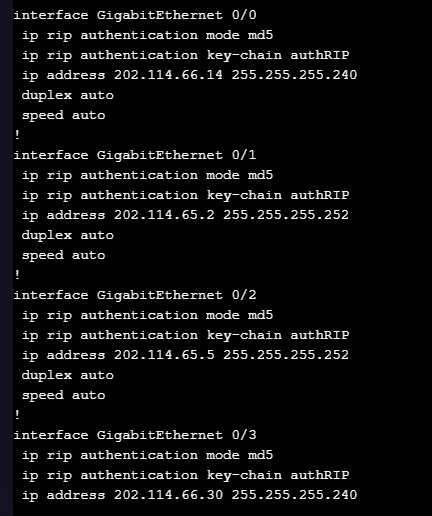 interface GigabitEthernet 0/0
ip rip authentication mode md5
ip rip authentication key-chain authRIP
ip address 202.114.66.14 255.255.255.240
duplex auto
speed auto
!
interface GigabitEthernet 0/1
ip rip authentication mode md5
ip rip authentication key-chain authRIP
ip address 202.114.65.2 255.255.255.252
duplex auto
speed auto
!
interface GigabitEthernet 0/2
ip rip authentication mode md5
ip rip authentication key-chain authRIP
ip address 202.114.65.5 255.255.255.252
duplex auto
speed auto
!
interface GigabitEthernet 0/3
ip rip authentication mode md5
ip rip authentication key-chain authRIP
ip address 202.114.66.30 255.255.255.240